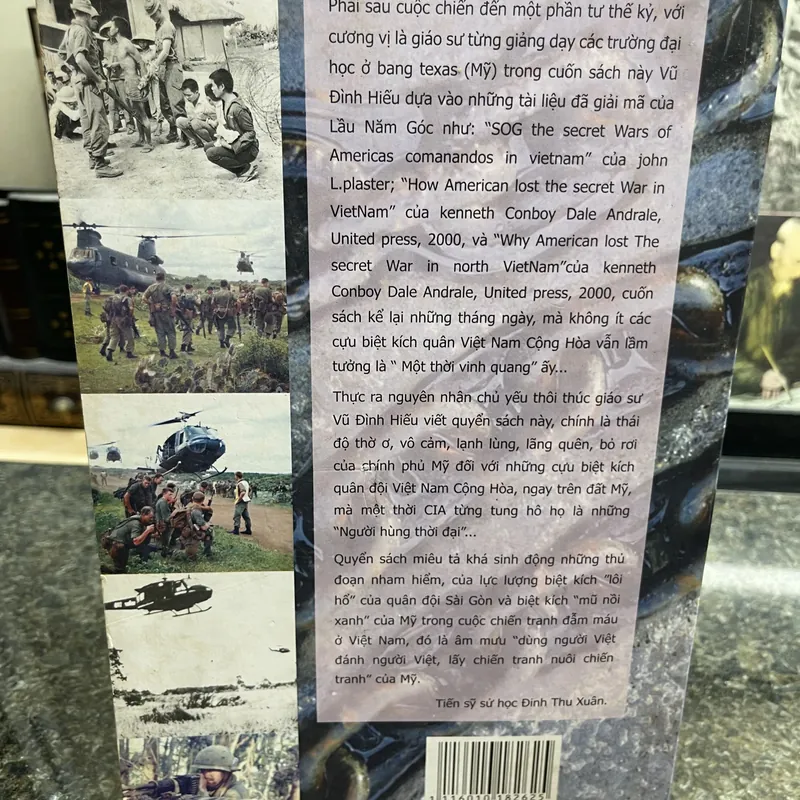 Phải sau cuộc chiến đến một phần tư thế kỷ, với
cương vị là giáo sư từng giảng dạy các trường đại
học ở bang texas (Mỹ) trong cuốn sách này Vũ
Đình Hiếu dựa vào những tài liệu đã giải mã của
Lầu Năm Góc như: "SOG the secret Wars of
Americas comanandos in vietnam" của john
L.plaster; "How American lost the secret War in
VietNam" của kenneth Conboy Dale Andrale,
United press, 2000, và "Why American lost The
secret War in north VietNam"của kenneth
Conboy Dale Andrale, United press, 2000, cuốn
sách kể lại những tháng ngày, mà không ít các
cựu biệt kích quân Việt Nam Cộng Hòa vẫn lầm
tưởng là " Một thời vinh quang" ấy...
Thực ra nguyên nhân chủ yếu thôi thúc giáo sư
Vũ Đình Hiếu viết quyển sách này, chính là thái
độ thờ ơ, vô cảm, lạnh lùng, lãng quên, bỏ rơi
của chính phủ Mỹ đối với những cựu biệt kích
quân đội Việt Nam Cộng Hòa, ngay trên đất Mỹ,
mà một thời CIA từng tung hô họ là những
"Người hùng thời đại"...
Quyển sách miêu tả khá sinh động những thủ
đoạn nham hiểm, của lực lượng biệt kích "lôi
hổ" của quân đội Sài Gòn và biệt kích "mũ nồi
xanh" của Mỹ trong cuộc chiến tranh đẫm máu
ở Việt Nam, đó là âm mưu "dùng người Việt
đánh người Việt, lấy chiến tranh nuôi chiến
tranh" của Mỹ.
Tiến sỹ sử học Đinh Thu Xuân.
1 116010 182625